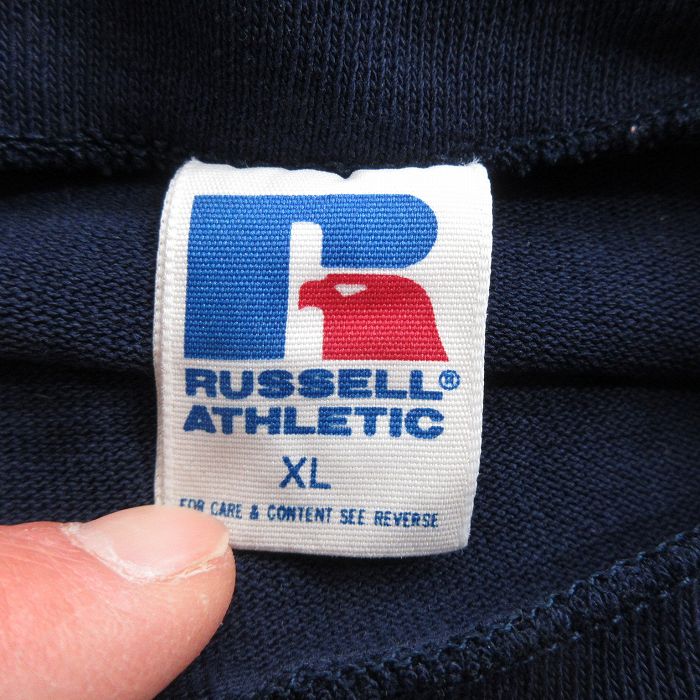 RUSSELL®
ATHLETIC
XL
FOR CARE & CONTENT SEE REVERSE